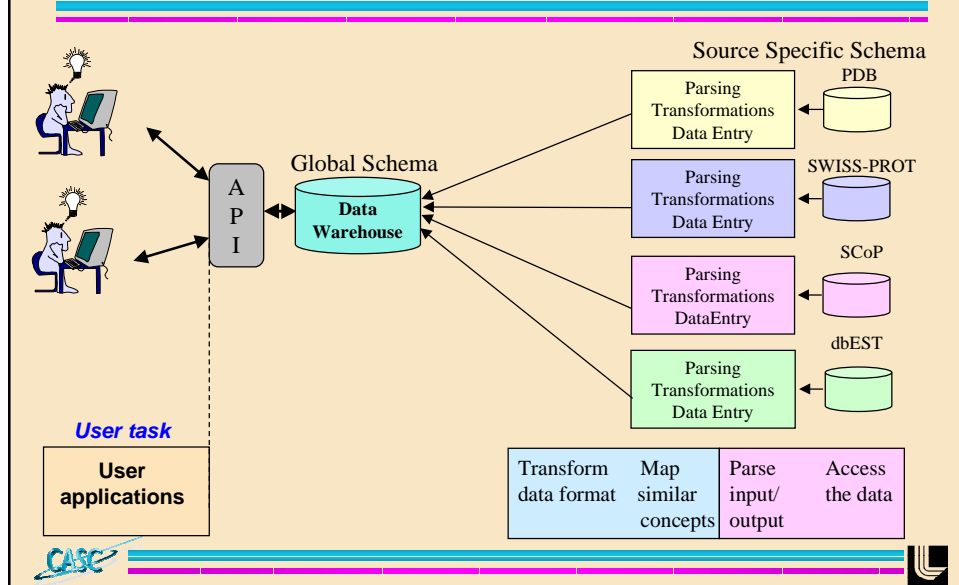 Source Specific Schema
PDB
Parsing
Transformations
Data Entry
SWISS-PROT
Parsing
Transformations
Data Entry
Global Schema
A
P
I
Data
Warehouse
SCoP
Parsing
Transformations
DataEntry
dbEST
Parsing
Transformations
Data Entry
User task
User
applications
Transform Map
data format similar
concepts
Parse Access
input/ the data
output
CASC